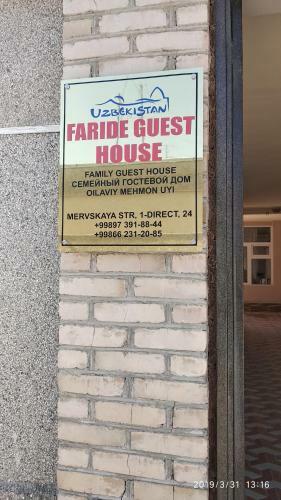 UZBEKISTAN
FARIDE GUEST
HOUSE
FAMILY GUEST HOUSE
СЕМЕЙНЫЙ ГОСТЕВОЙ ДОМ
OILAVIY MEHMON UYI
MERVSKAYA STR, 1-DIRECT, 24
+99897 391-88-44
+99866 231-20-85
2019/3/31 13:16